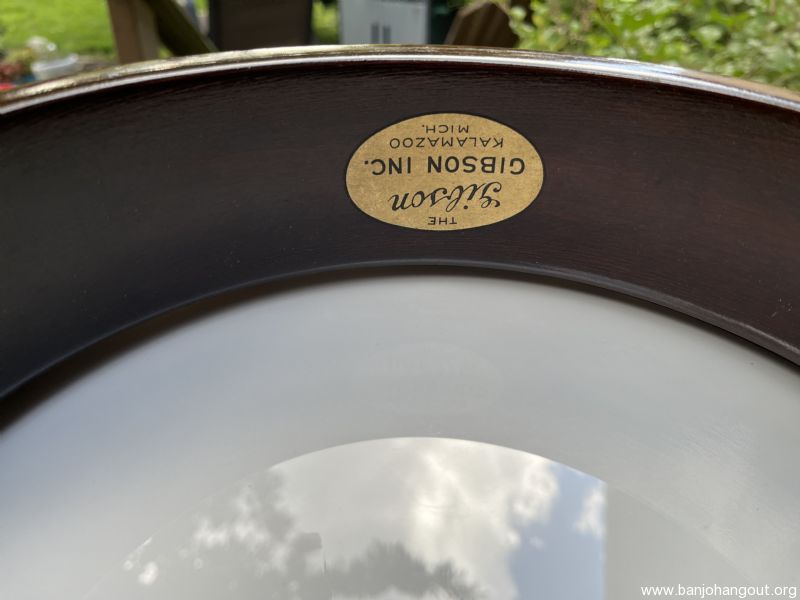 THE
Gibson
GIBSON INC.
KALAMAZOO
MICH.
www.banjohangout.org